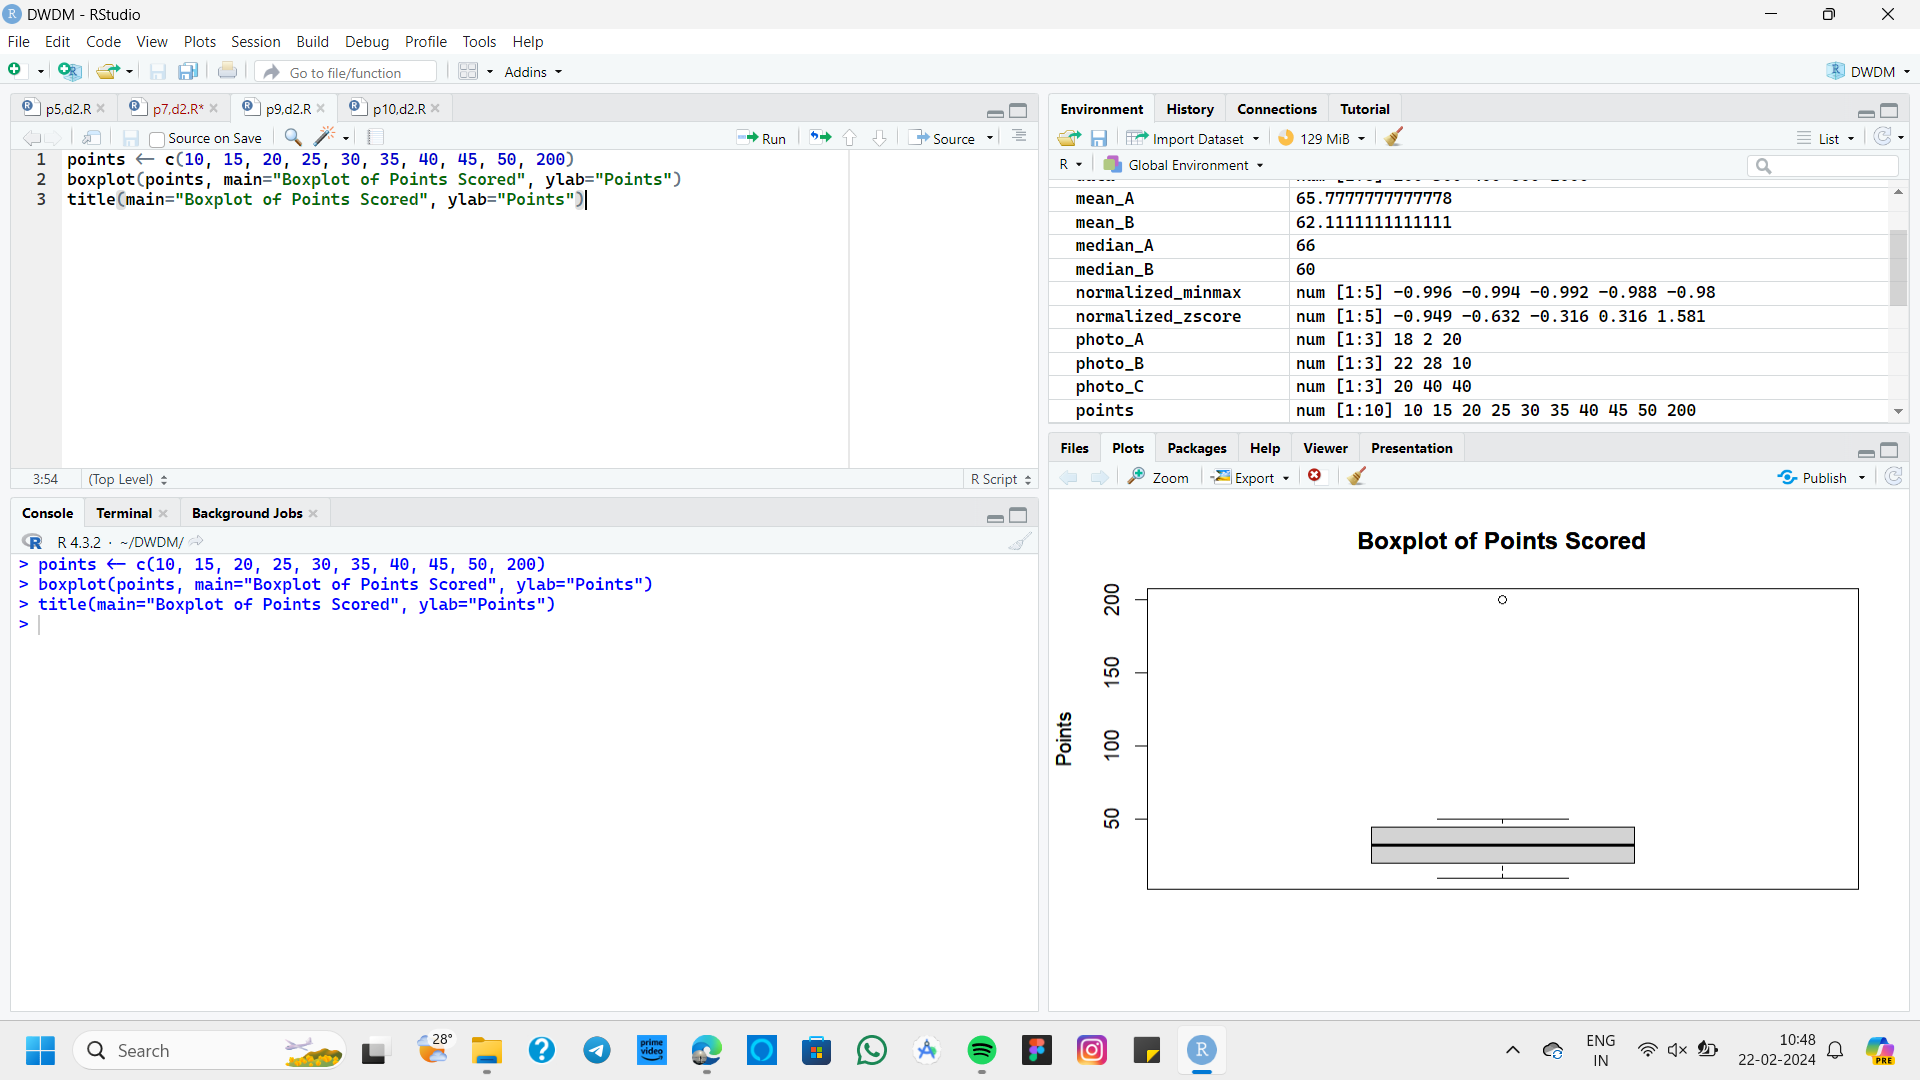 DWDM - RStudio
File Edit Code View Plots Session Build Debug Profile Tools Help
Go to file/function Addins DWDM
p5,d2.R p7,d2.R* p9,d2.R p10,d2.R
Source on Save Run Source
1 points <- c(10, 15, 20, 25, 30, 35, 40, 45, 50, 200)
2 boxplot(points, main="Boxplot of Points Scored", ylab="Points")
3 title(main="Boxplot of Points Scored", ylab="Points")
3:54 (Top Level) R Script
Console Terminal Background Jobs
R 4.3.2 · ~/DWDM/
> points <- c(10, 15, 20, 25, 30, 35, 40, 45, 50, 200)
> boxplot(points, main="Boxplot of Points Scored", ylab="Points")
> title(main="Boxplot of Points Scored", ylab="Points")
>
Environment History Connections Tutorial
Import Dataset 129 MiB List
R Global Environment
mean_A 65.7777777777778
mean_B 62.1111111111111
median_A 66
median_B 60
normalized_minmax num [1:5] -0.996 -0.994 -0.992 -0.988 -0.98
normalized_zscore num [1:5] -0.949 -0.632 -0.316 0.316 1.581
photo_A num [1:3] 18 2 20
photo_B num [1:3] 22 28 10
photo_C num [1:3] 20 40 40
points num [1:10] 10 15 20 25 30 35 40 45 50 200
Files Plots Packages Help Viewer Presentation
Zoom Export Publish
Boxplot of Points Scored
200
150
100
50
Points
Search 28° prime video ENG IN 10:48 22-02-2024 PRE